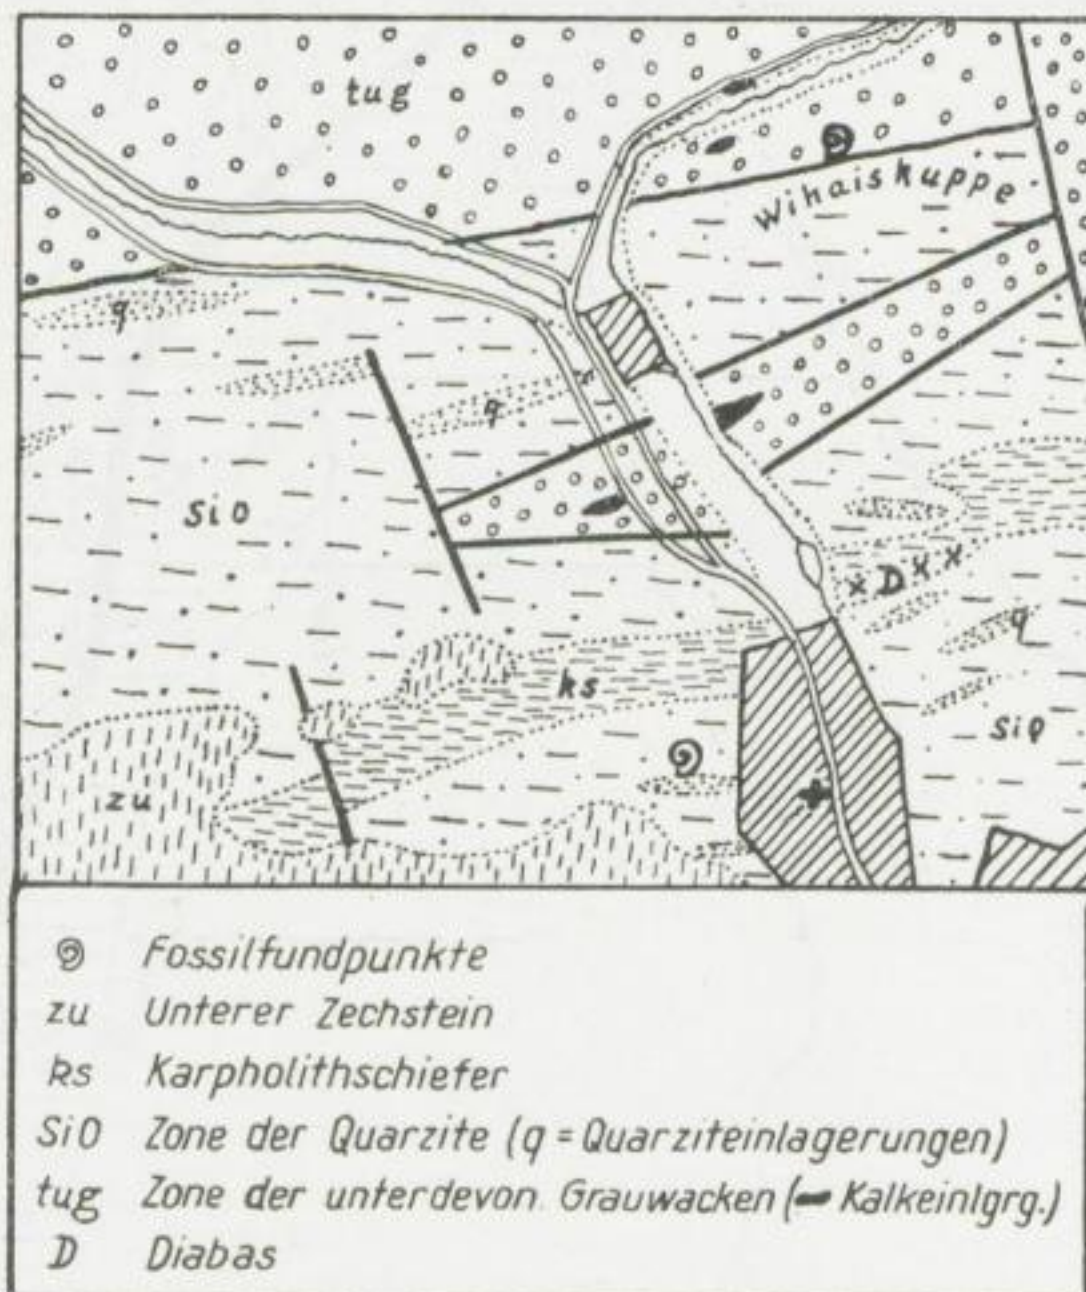 tug
Wihaiskuppe
q
q
SiO
D
q
ks
SiO
zu
Fossilfundpunkte
zu Unterer Zechstein
ks Karpholithschiefer
SiO Zone der Quarzite (q = Quarziteinlagerungen)
tug Zone der unterdevon. Grauwacken (Kalkeinlgrg.)
D Diabas